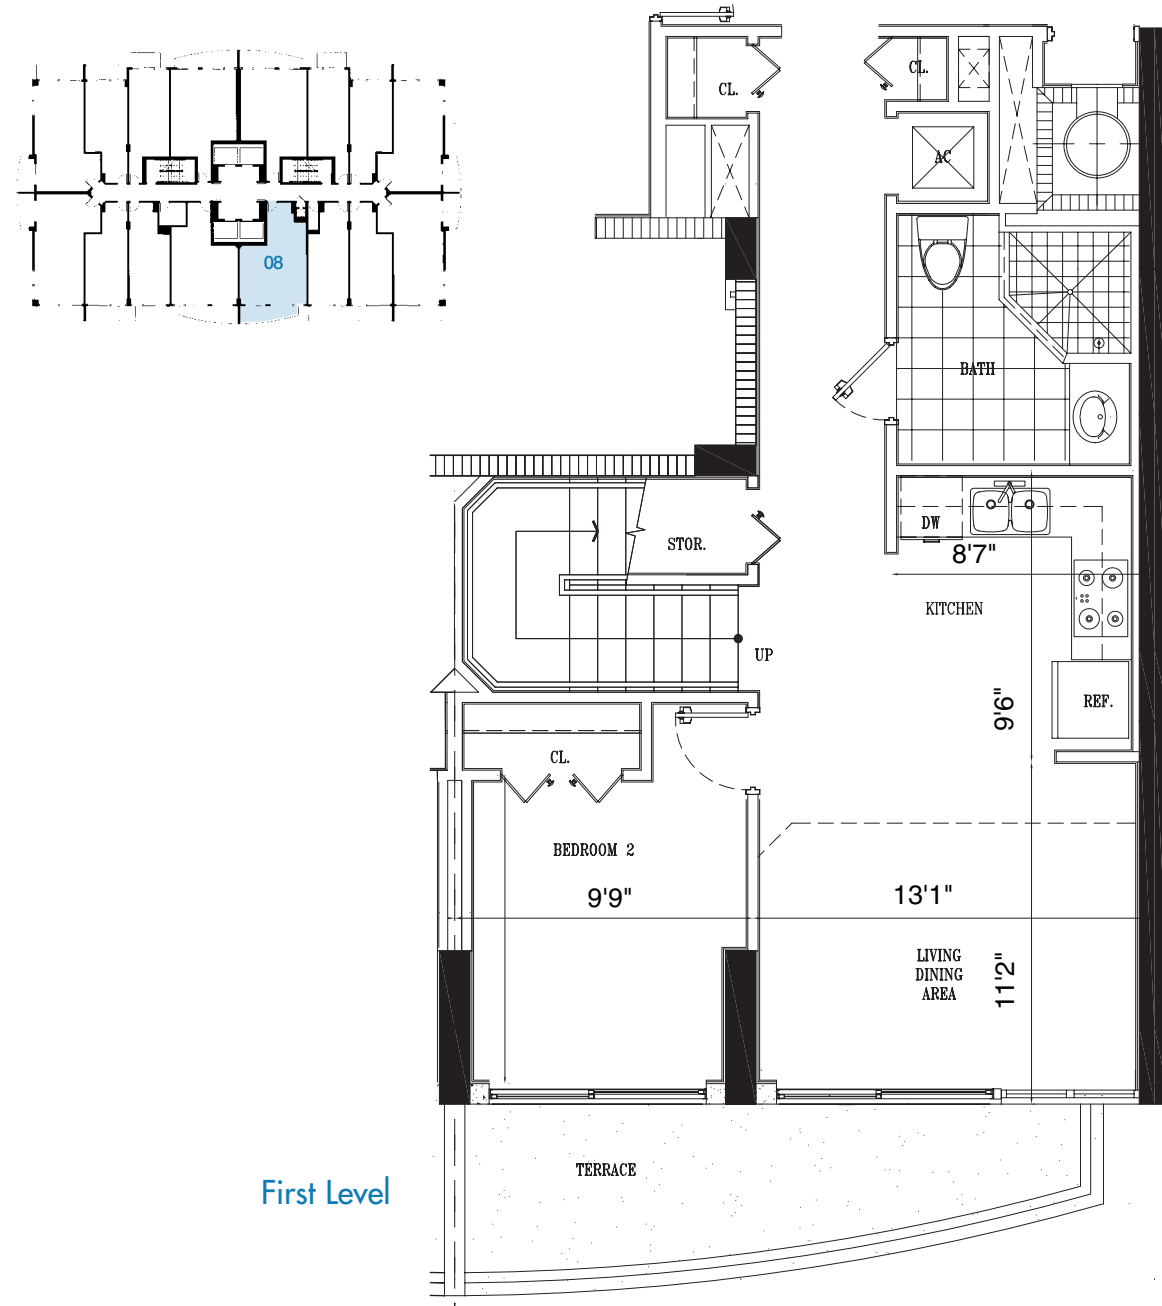 CL.
CL.
AC
08
BATH
DW
STOR.
8'7"
KITCHEN
UP
9'6"
REF.
CL.
BEDROOM 2
9'9"
13'1"
LIVING
DINING
AREA
11'2"
TERRACE
First Level